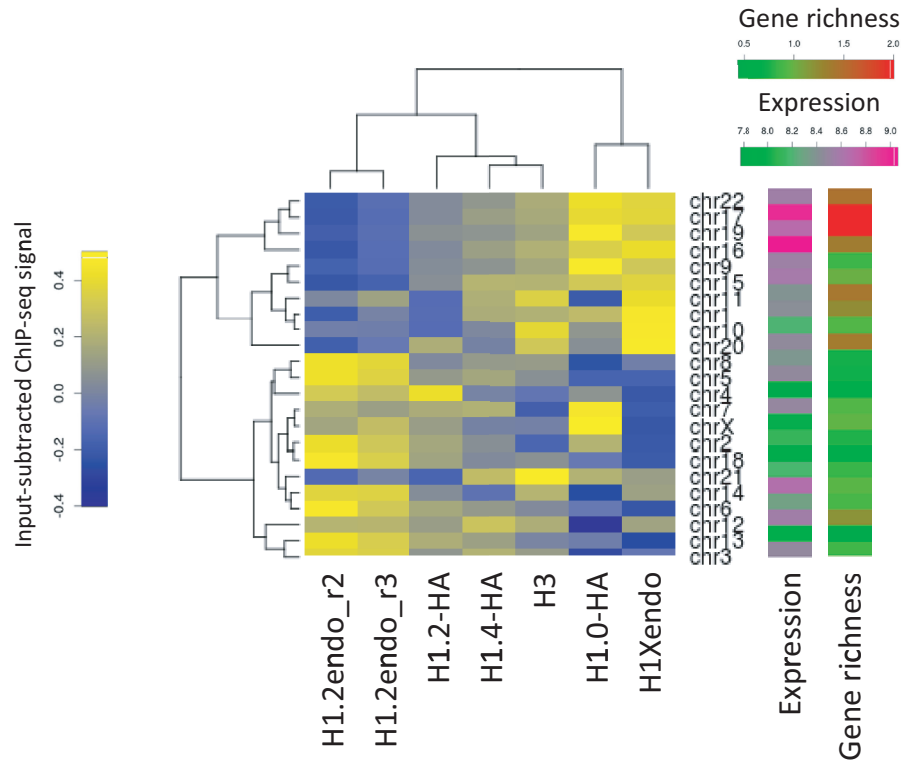 Gene richness
0.5 1.0 1.5 2.0
Expression
7.8 8.0 8.2 8.4 8.6 8.8 9.0
Input-subtracted ChIP-seq signal
0.4
0.2
0.0
-0.2
-0.4
chr22
chr17
chr19
chr16
chr9
chr15
chr11
chr1
chr10
chr20
chr8
chr5
chr4
chr7
chrX
chr2
chr18
chr21
chr14
chr6
chr12
chr13
chr3
H1.2endo_r2
H1.2endo_r3
H1.2-HA
H1.4-HA
H3
H1.0-HA
H1Xendo
Expression
Gene richness